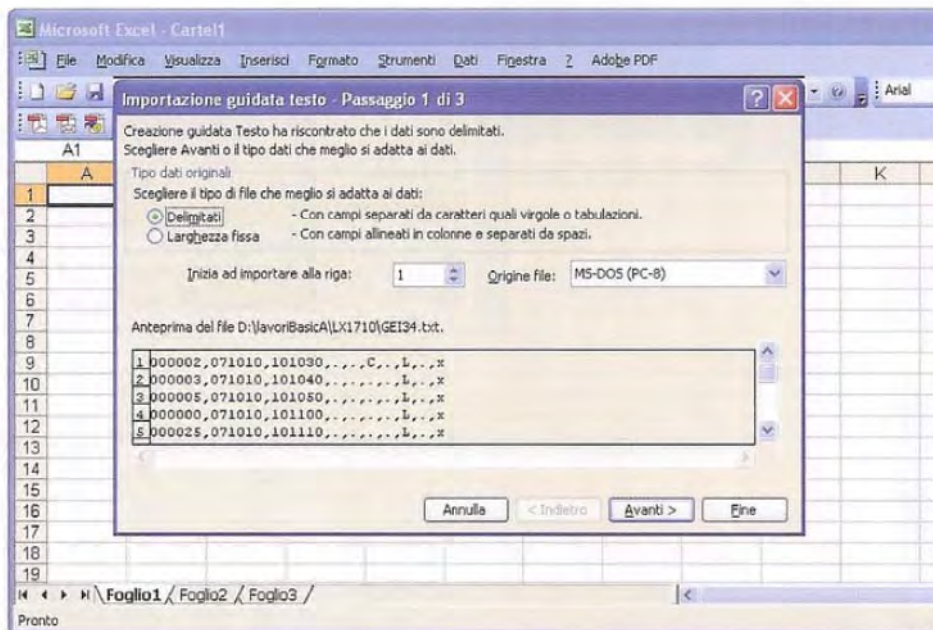 Microsoft Excel - Cartel1
File Modifica Visualizza Inserisci Formato Strumenti Dati Finestra ? Adobe PDF
Arial
Importazione guidata testo - Passaggio 1 di 3
A1
Creazione guidata Testo ha riscontrato che i dati sono delimitati.
Scegliere Avanti o il tipo dati che meglio si adatta ai dati.
A K
Tipo dati originali
Scegliere il tipo di file che meglio si adatta ai dati:
Delimitati - Con campi separati da caratteri quali virgole o tabulazioni.
Larghezza fissa - Con campi allineati in colonne e separati da spazi.
Inizia ad importare alla riga: 1 Origine file: MS-DOS (PC-8)
Anteprima del file D:\lavoriBasicA\LX1710\GEI34.txt.
1 000002,071010,101030,.,.,C,.,L,.,x
2 000003,071010,101040,.,.,.,.,L,.,x
3 000005,071010,101050,.,.,.,.,L,.,x
4 000000,071010,101100,.,.,.,.,L,.,x
5 000025,071010,101110,.,.,.,.,L,.,x
Annulla < Indietro Avanti > Fine
1
2
3
4
5
6
7
8
9
10
11
12
13
14
15
16
17
18
19
Foglio1 / Foglio2 / Foglio3 /
Pronto